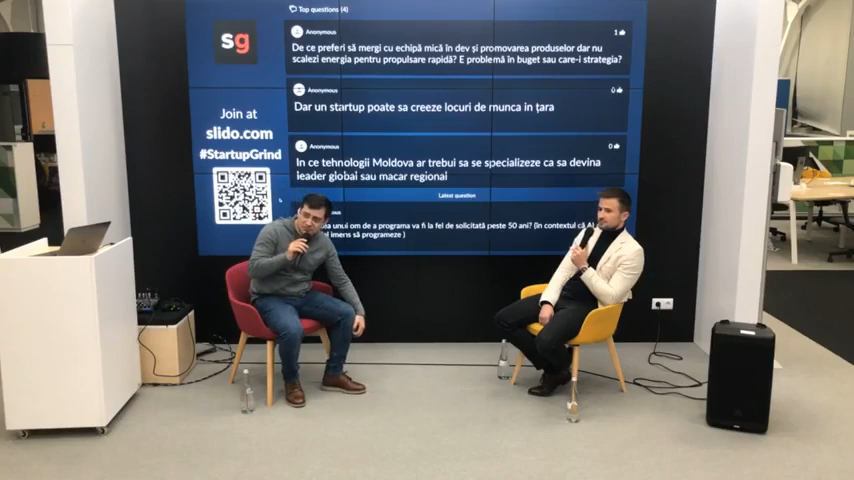 Top questions (4)
sg
Anonymous
1
De ce preferi să mergi cu echipă mică în dev și promovarea produselor dar nu
scalezi energia pentru propulsare rapidă? E problemă în buget sau care-i strategia?
Anonymous
0
Dar un startup poate sa creeze locuri de munca in țara
Join at
slido.com
#StartupGrind
Anonymous
0
In ce tehnologii Moldova ar trebui sa se specializeze ca sa devina
leader global sau macar regional
Latest question
unui om de a programa va fi la fel de solicitată peste 50 ani? (în contextul că AI
imens să programeze )